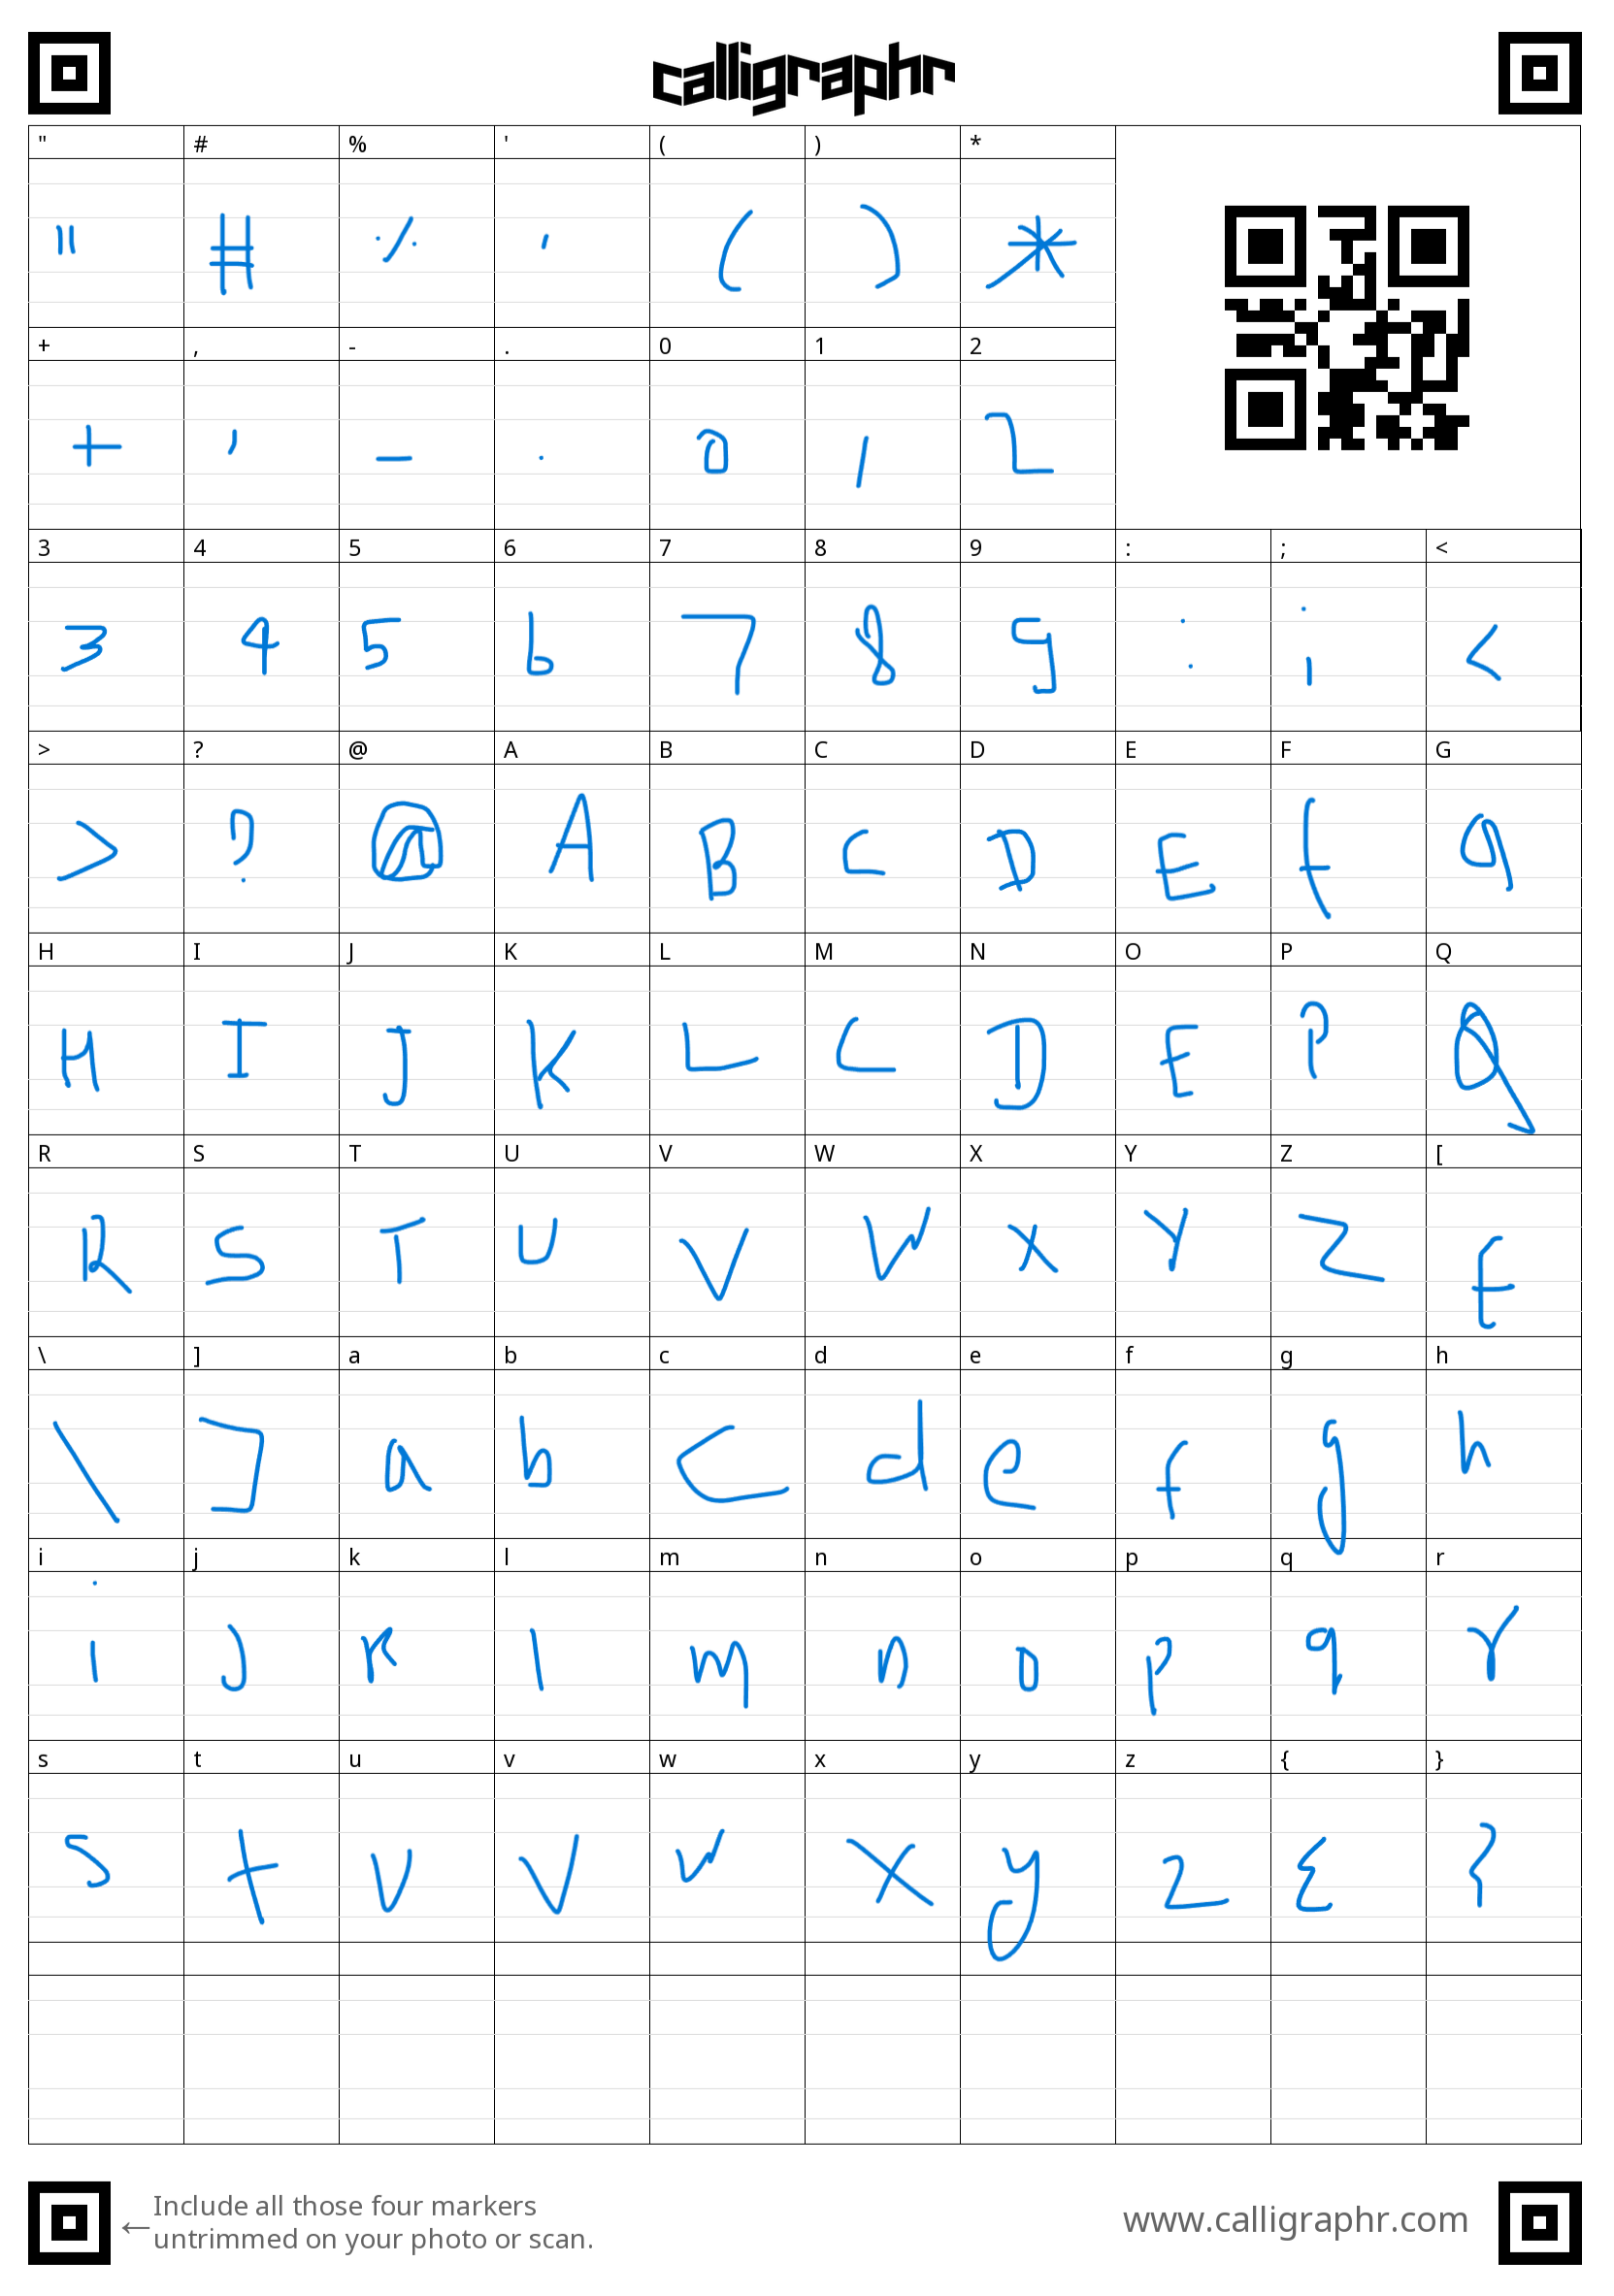 calligraphr
" # % ' ( ) *
" # % ' ( ) *
+ , - . 0 1 2
+ , - . 0 1 2
3 4 5 6 7 8 9 : ; <
3 4 5 6 7 8 9 : ; <
> ? @ A B C D E F G
> ? @ A B C D E f q
H I J K L M N O P Q
H I J K L C D E P Q
R S T U V W X Y Z [
R S T U V W X Y Z £
\ ] a b c d e f g h
\ ] a b c d e f g h
i j k l m n o p q r
i j k l m n o p q r
s t u v w x y z { }
s t u v w x y z { }
← Include all those four markers
untrimmed on your photo or scan.
www.calligraphr.com